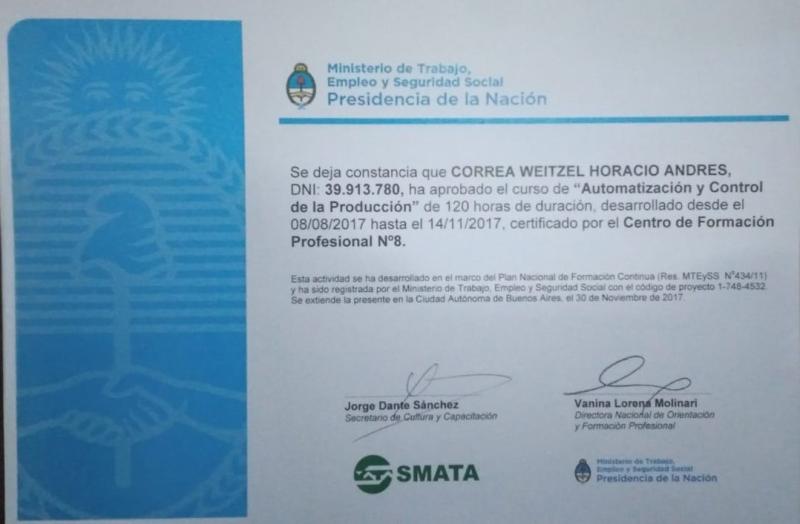 Ministerio de Trabajo,
Empleo y Seguridad Social
Presidencia de la Nación
Se deja constancia que CORREA WEITZEL HORACIO ANDRES,
DNI: 39.913.780, ha aprobado el curso de “Automatización y Control
de la Producción” de 120 horas de duración, desarrollado desde el
08/08/2017 hasta el 14/11/2017, certificado por el Centro de Formación
Profesional Nº8.
Esta actividad se ha desarrollado en el marco del Plan Nacional de Formación Continua (Res. MTEySS Nº434/11)
y ha sido registrada por el Ministerio de Trabajo, Empleo y Seguridad Social con el código de proyecto 1-748-4532.
Se extiende la presente en la Ciudad Autónoma de Buenos Aires, el 30 de Noviembre de 2017.
Jorge Dante Sánchez
Secretario de Cultura y Capacitación
Vanina Lorena Molinari
Directora Nacional de Orientación
y Formación Profesional
SMATA
Ministerio de Trabajo,
Empleo y Seguridad Social
Presidencia de la Nación